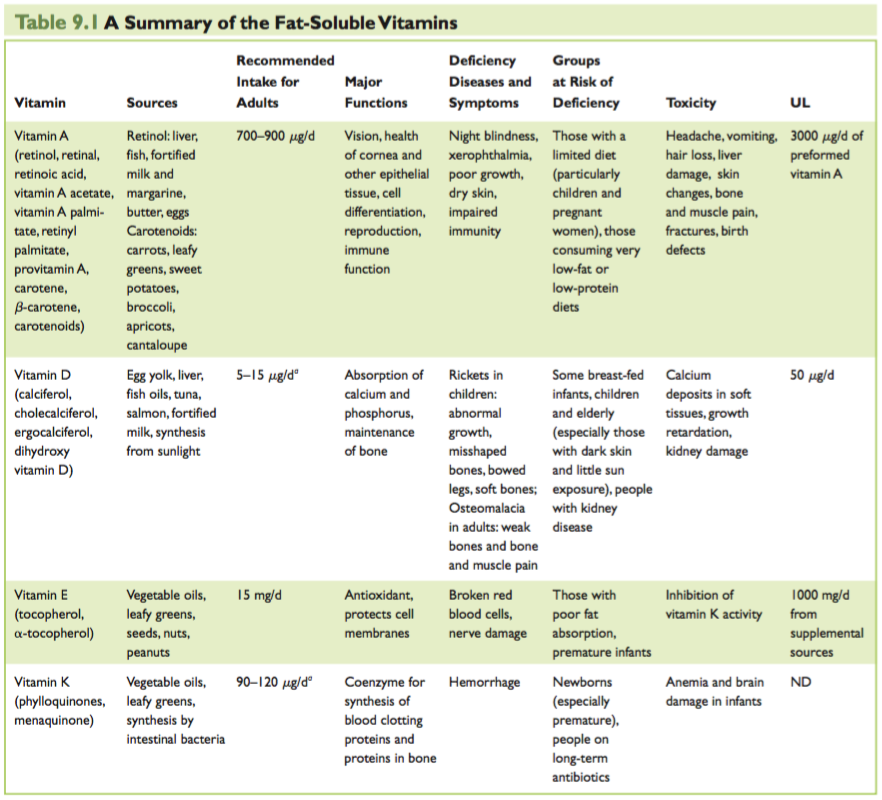 Table 9.1 A Summary of the Fat-Soluble Vitamins
Vitamin
Sources
Recommended
Intake for
Adults
Major
Functions
Deficiency
Diseases and
Symptoms
Groups
at Risk of
Deficiency
Toxicity
UL
Vitamin A
(retinol, retinal,
retinoic acid,
vitamin A acetate,
vitamin A palmi-
tate, retinyl
palmitate,
provitamin A,
carotene,
β-carotene,
carotenoids)
Retinol: liver,
fish, fortified
milk and
margarine,
butter, eggs
Carotenoids:
carrots, leafy
greens, sweet
potatoes,
broccoli,
apricots,
cantaloupe
700–900 μg/d
Vision, health
of cornea and
other epithelial
tissue, cell
differentiation,
reproduction,
immune
function
Night blindness,
xerophthalmia,
poor growth,
dry skin,
impaired
immunity
Those with a
limited diet
(particularly
children and
pregnant
women), those
consuming very
low-fat or
low-protein
diets
Headache, vomiting,
hair loss, liver
damage, skin
changes, bone
and muscle pain,
fractures, birth
defects
3000 μg/d of
preformed
vitamin A
Vitamin D
(calciferol,
cholecalciferol,
ergocalciferol,
dihydroxy
vitamin D)
Egg yolk, liver,
fish oils, tuna,
salmon, fortified
milk, synthesis
from sunlight
5–15 μg/dᵃ
Absorption of
calcium and
phosphorus,
maintenance
of bone
Rickets in
children:
abnormal
growth,
misshaped
bones, bowed
legs, soft bones;
Osteomalacia
in adults: weak
bones and bone
and muscle pain
Some breast-fed
infants, children
and elderly
(especially those
with dark skin
and little sun
exposure), people
with kidney
disease
Calcium
deposits in soft
tissues, growth
retardation,
kidney damage
50 μg/d
Vitamin E
(tocopherol,
α-tocopherol)
Vegetable oils,
leafy greens,
seeds, nuts,
peanuts
15 mg/d
Antioxidant,
protects cell
membranes
Broken red
blood cells,
nerve damage
Those with
poor fat
absorption,
premature infants
Inhibition of
vitamin K activity
1000 mg/d
from
supplemental
sources
Vitamin K
(phylloquinones,
menaquinone)
Vegetable oils,
leafy greens,
synthesis by
intestinal bacteria
90–120 μg/dᵃ
Coenzyme for
synthesis of
blood clotting
proteins and
proteins in bone
Hemorrhage
Newborns
(especially
premature),
people on
long-term
antibiotics
Anemia and brain
damage in infants
ND